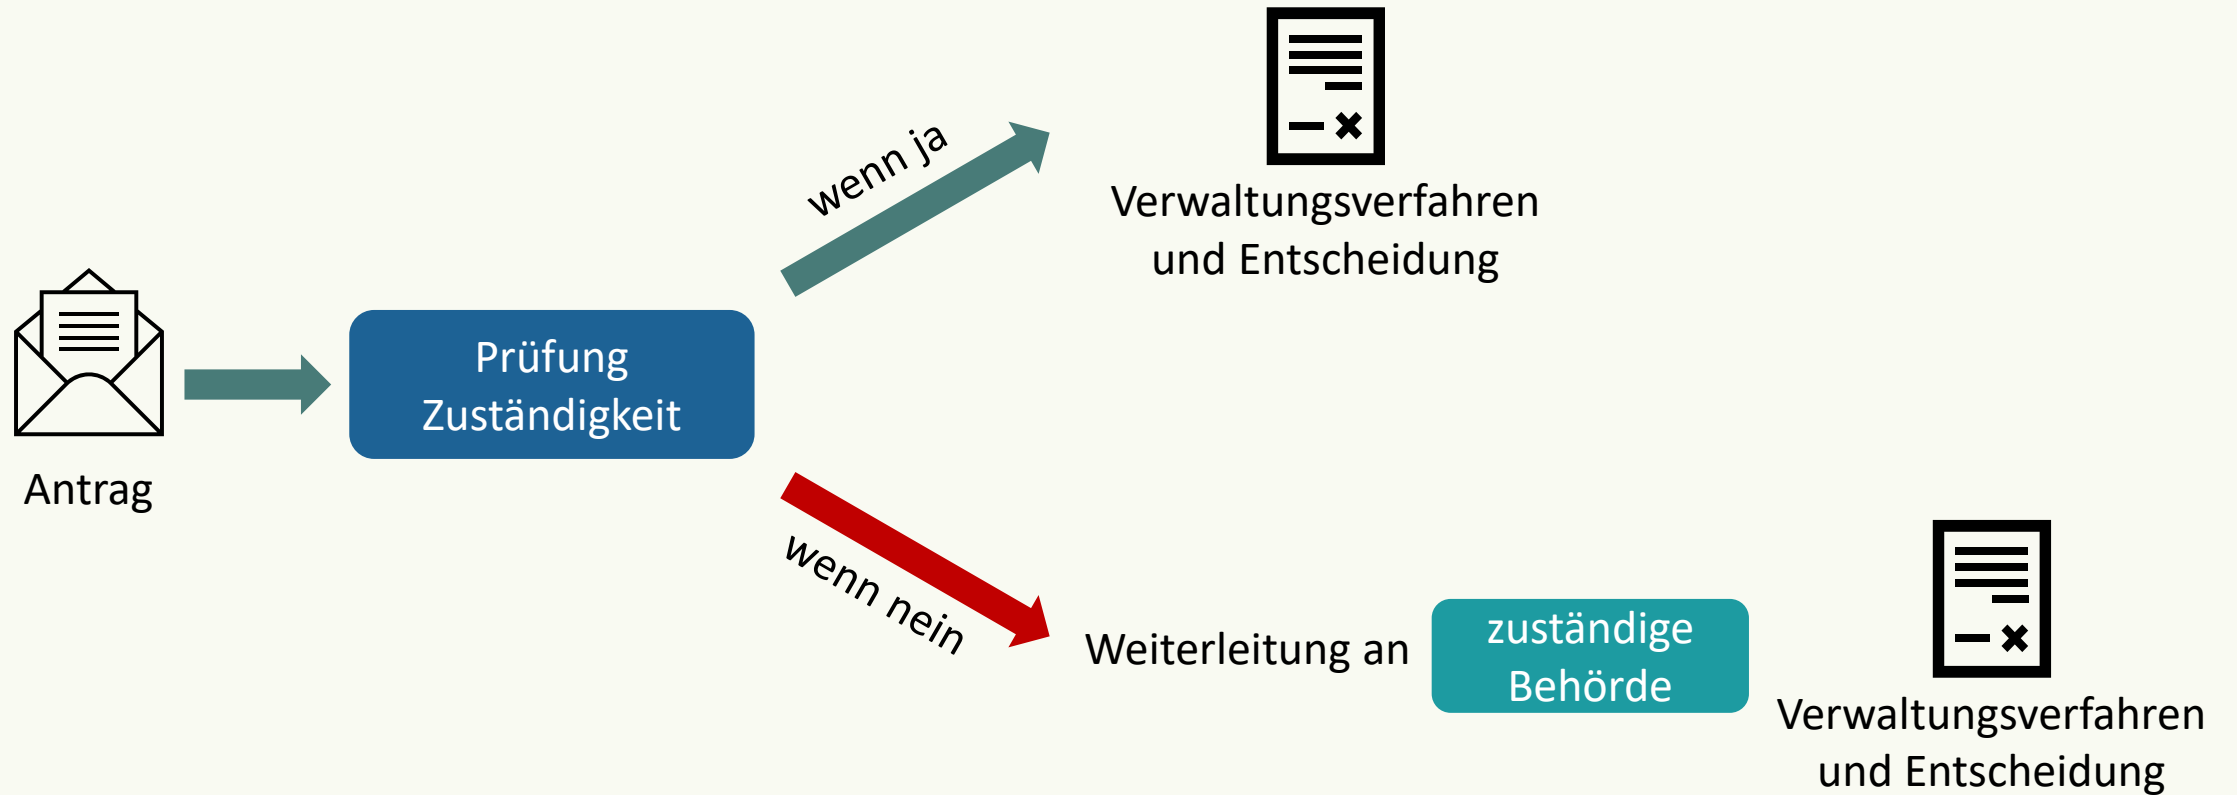 Antrag
Prüfung
Zuständigkeit
wenn ja
Verwaltungsverfahren
und Entscheidung
wenn nein
Weiterleitung an
zuständige
Behörde
Verwaltungsverfahren
und Entscheidung